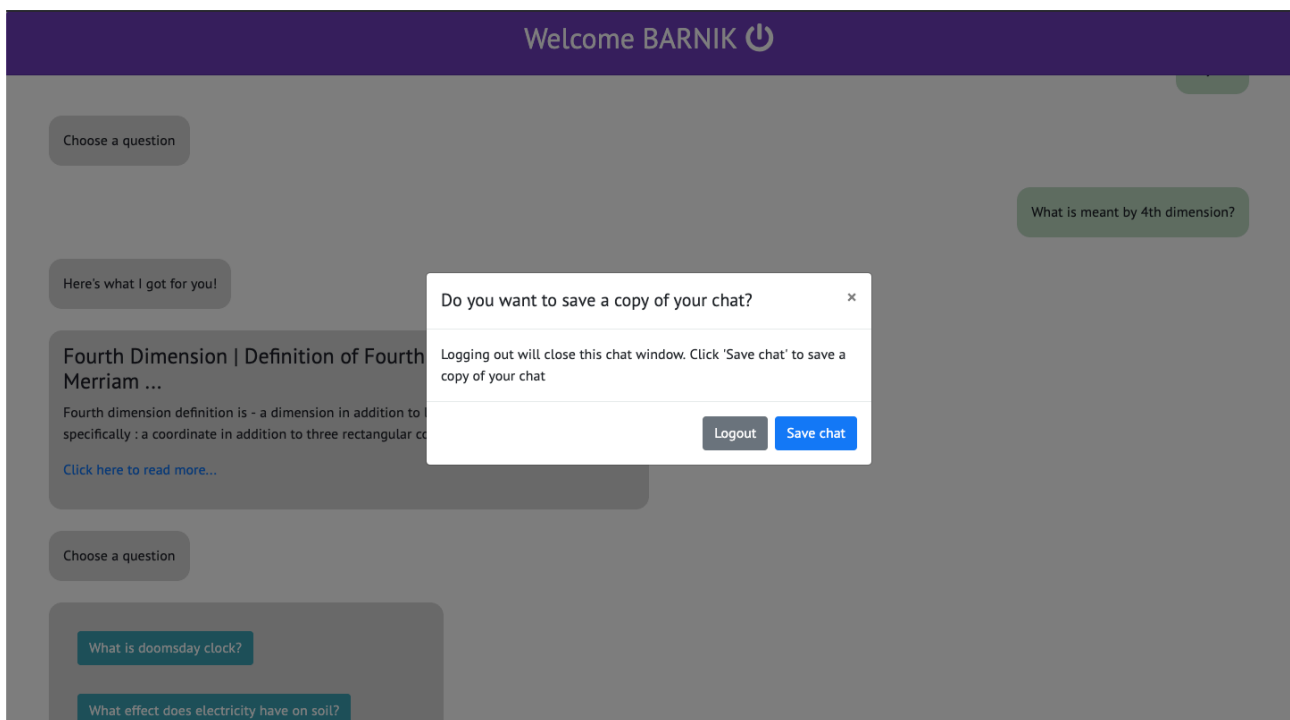 Welcome BARNIK
Choose a question
What is meant by 4th dimension?
Here's what I got for you!
Fourth Dimension | Definition of Fourth
Merriam ...
Fourth dimension definition is - a dimension in addition to
specifically : a coordinate in addition to three rectangular
Click here to read more...
Do you want to save a copy of your chat?
×
Logging out will close this chat window. Click 'Save chat' to save a
copy of your chat
Logout
Save chat
Choose a question
What is doomsday clock?
What effect does electricity have on soil?